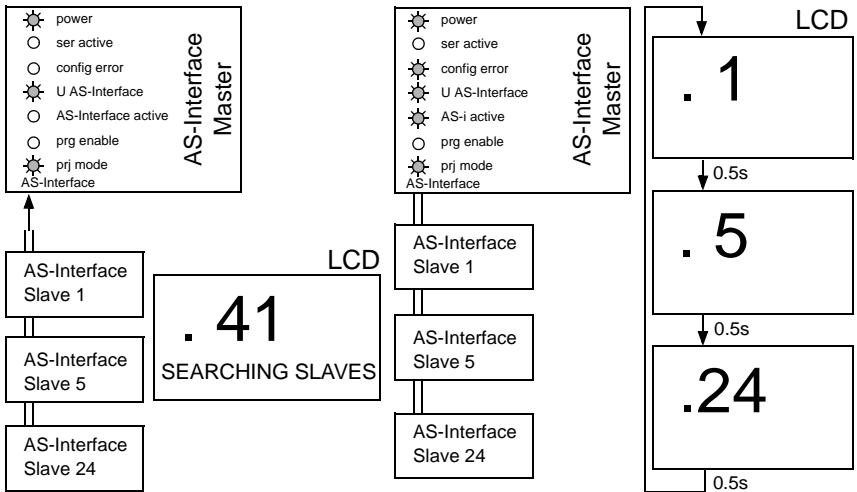 power
ser active
config error
U AS-Interface
AS-Interface active
prg enable
prj mode
AS-Interface
AS-Interface
Master
AS-Interface
Slave 1
AS-Interface
Slave 5
AS-Interface
Slave 24
LCD
. 41
SEARCHING SLAVES
power
ser active
config error
U AS-Interface
AS-i active
prg enable
prj mode
AS-Interface
AS-Interface
Master
AS-Interface
Slave 1
AS-Interface
Slave 5
AS-Interface
Slave 24
LCD
. 1
0.5s
. 5
0.5s
.24
0.5s